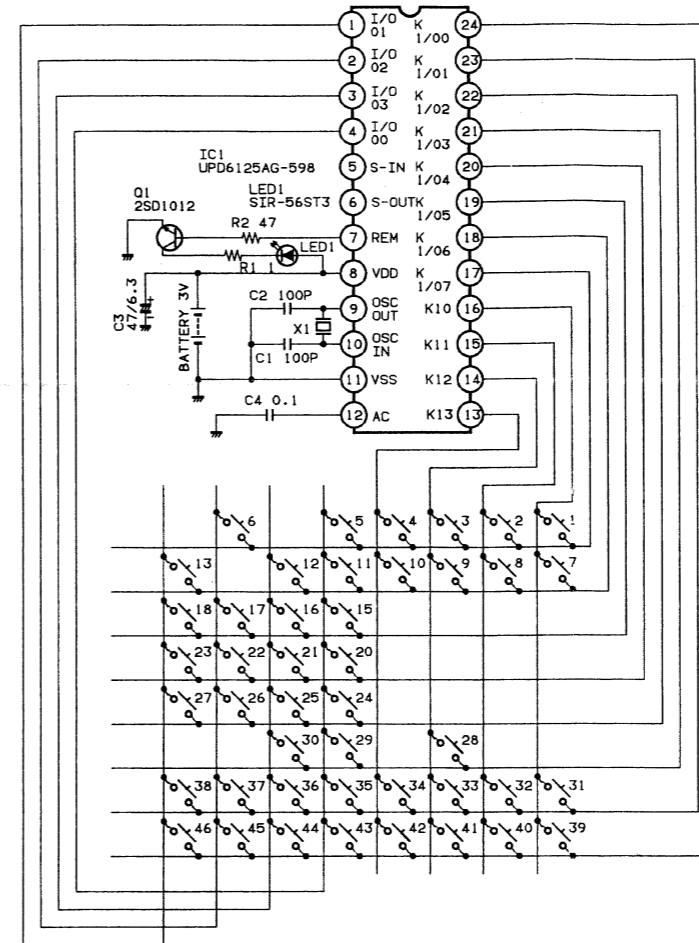 1 I/O 01 K 1/00 24
2 I/O 02 K 1/01 23
3 I/O 03 K 1/02 22
4 I/O 00 K 1/03 21
IC1
UPD6125AG-598
5 S-IN K 1/04 20
LED1
SIR-56ST3
6 S-OUT K 1/05 19
Q1
2SD1012
R2 47
7 REM K 1/06 18
LED1
R1 1
8 VDD K 1/07 17
C3
47/6.3
+
BATTERY 3V
C2 100P
9 OSC OUT K10 16
X1
10 OSC IN K11 15
C1 100P
11 VSS K12 14
C4 0.1
12 AC K13 13
6 5 4 3 2 1
13 12 11 10 9 8 7
18 17 16 15
23 22 21 20
27 26 25 24
30 29 28
38 37 36 35 34 33 32 31
46 45 44 43 42 41 40 39